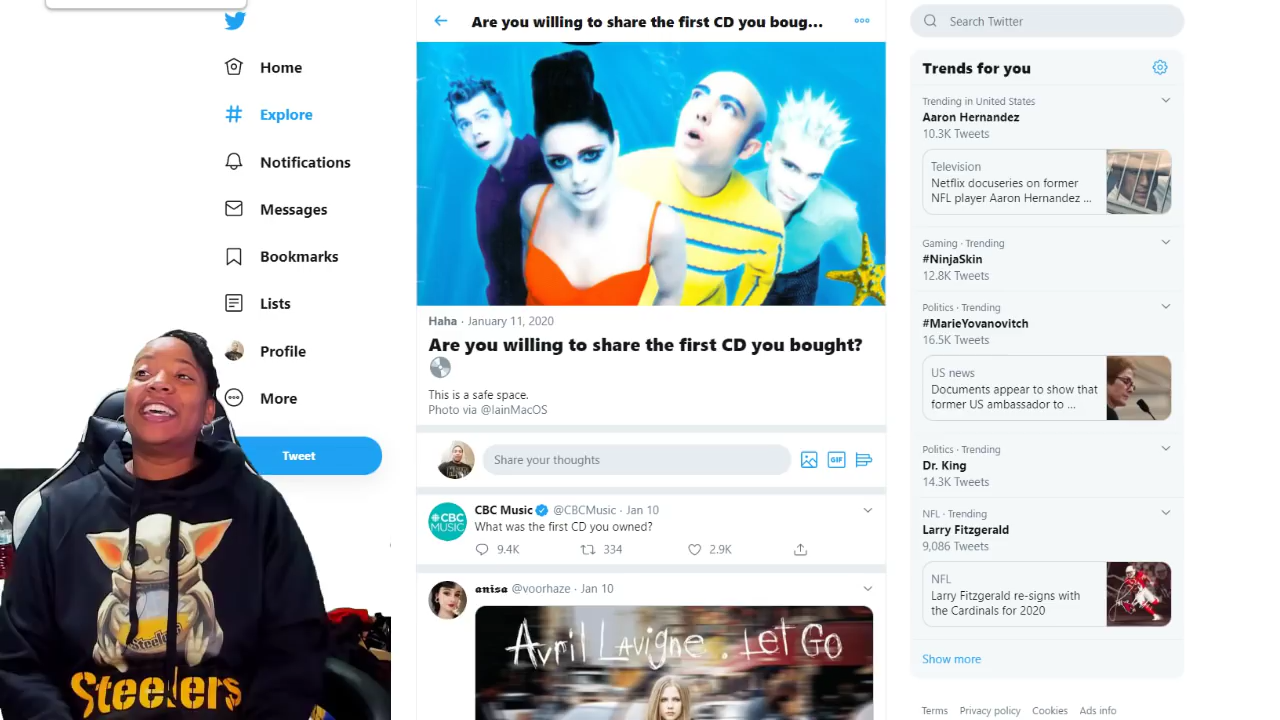 Home
Explore
Notifications
Messages
Bookmarks
Lists
Profile
More
Tweet
Steelers
Steelers
Are you willing to share the first CD you boug...
Haha · January 11, 2020
Are you willing to share the first CD you bought?
This is a safe space.
Photo via @IainMacOS
Share your thoughts
GIF
CBC MUSIC
CBC Music @CBCMusic · Jan 10
What was the first CD you owned?
9.4K 334 2.9K
anisa @voorhaze · Jan 10
Avril Lavigne . Let Go
Search Twitter
Trends for you
Trending in United States
Aaron Hernandez
10.3K Tweets
Television
Netflix docuseries on former
NFL player Aaron Hernandez ...
Gaming · Trending
#NinjaSkin
12.8K Tweets
Politics · Trending
#MarieYovanovitch
16.5K Tweets
US news
Documents appear to show that
former US ambassador to ...
Politics · Trending
Dr. King
14.3K Tweets
NFL · Trending
Larry Fitzgerald
9,086 Tweets
NFL
Larry Fitzgerald re-signs with
the Cardinals for 2020
Show more
Terms Privacy policy Cookies Ads info